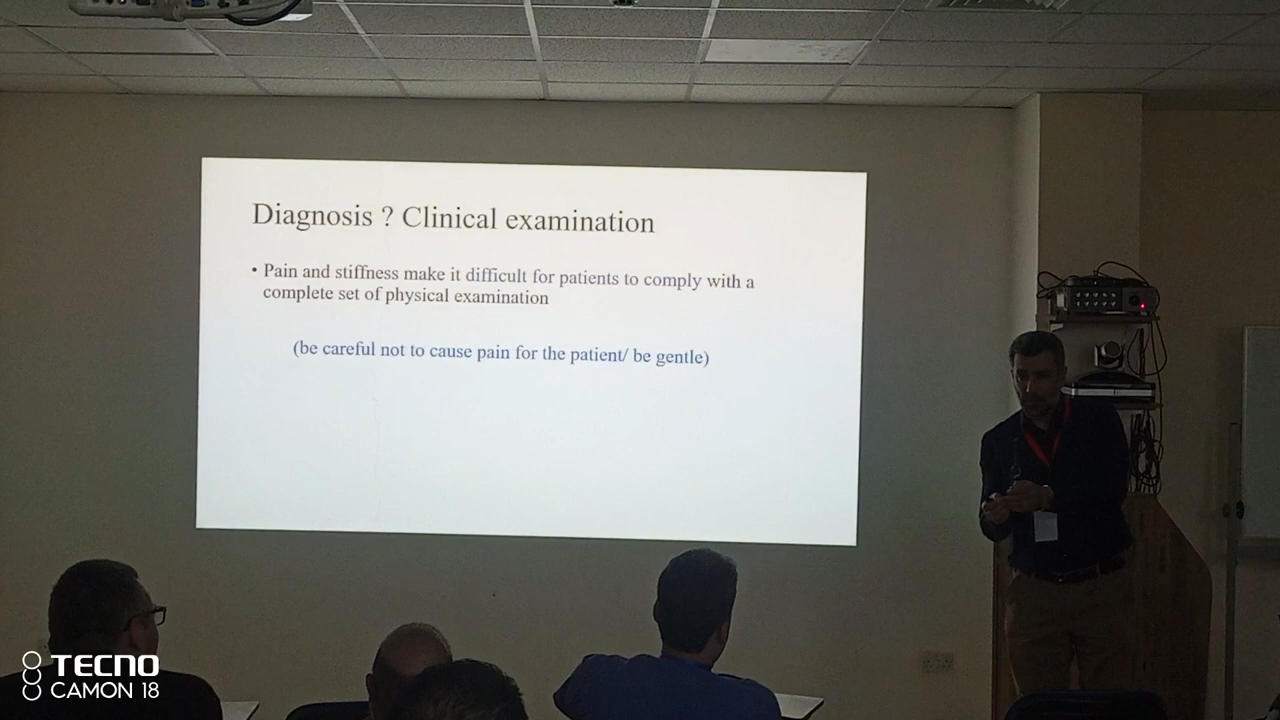 Diagnosis ? Clinical examination
• Pain and stiffness make it difficult for patients to comply with a
complete set of physical examination
(be careful not to cause pain for the patient/ be gentle)
TECNO
CAMON 18